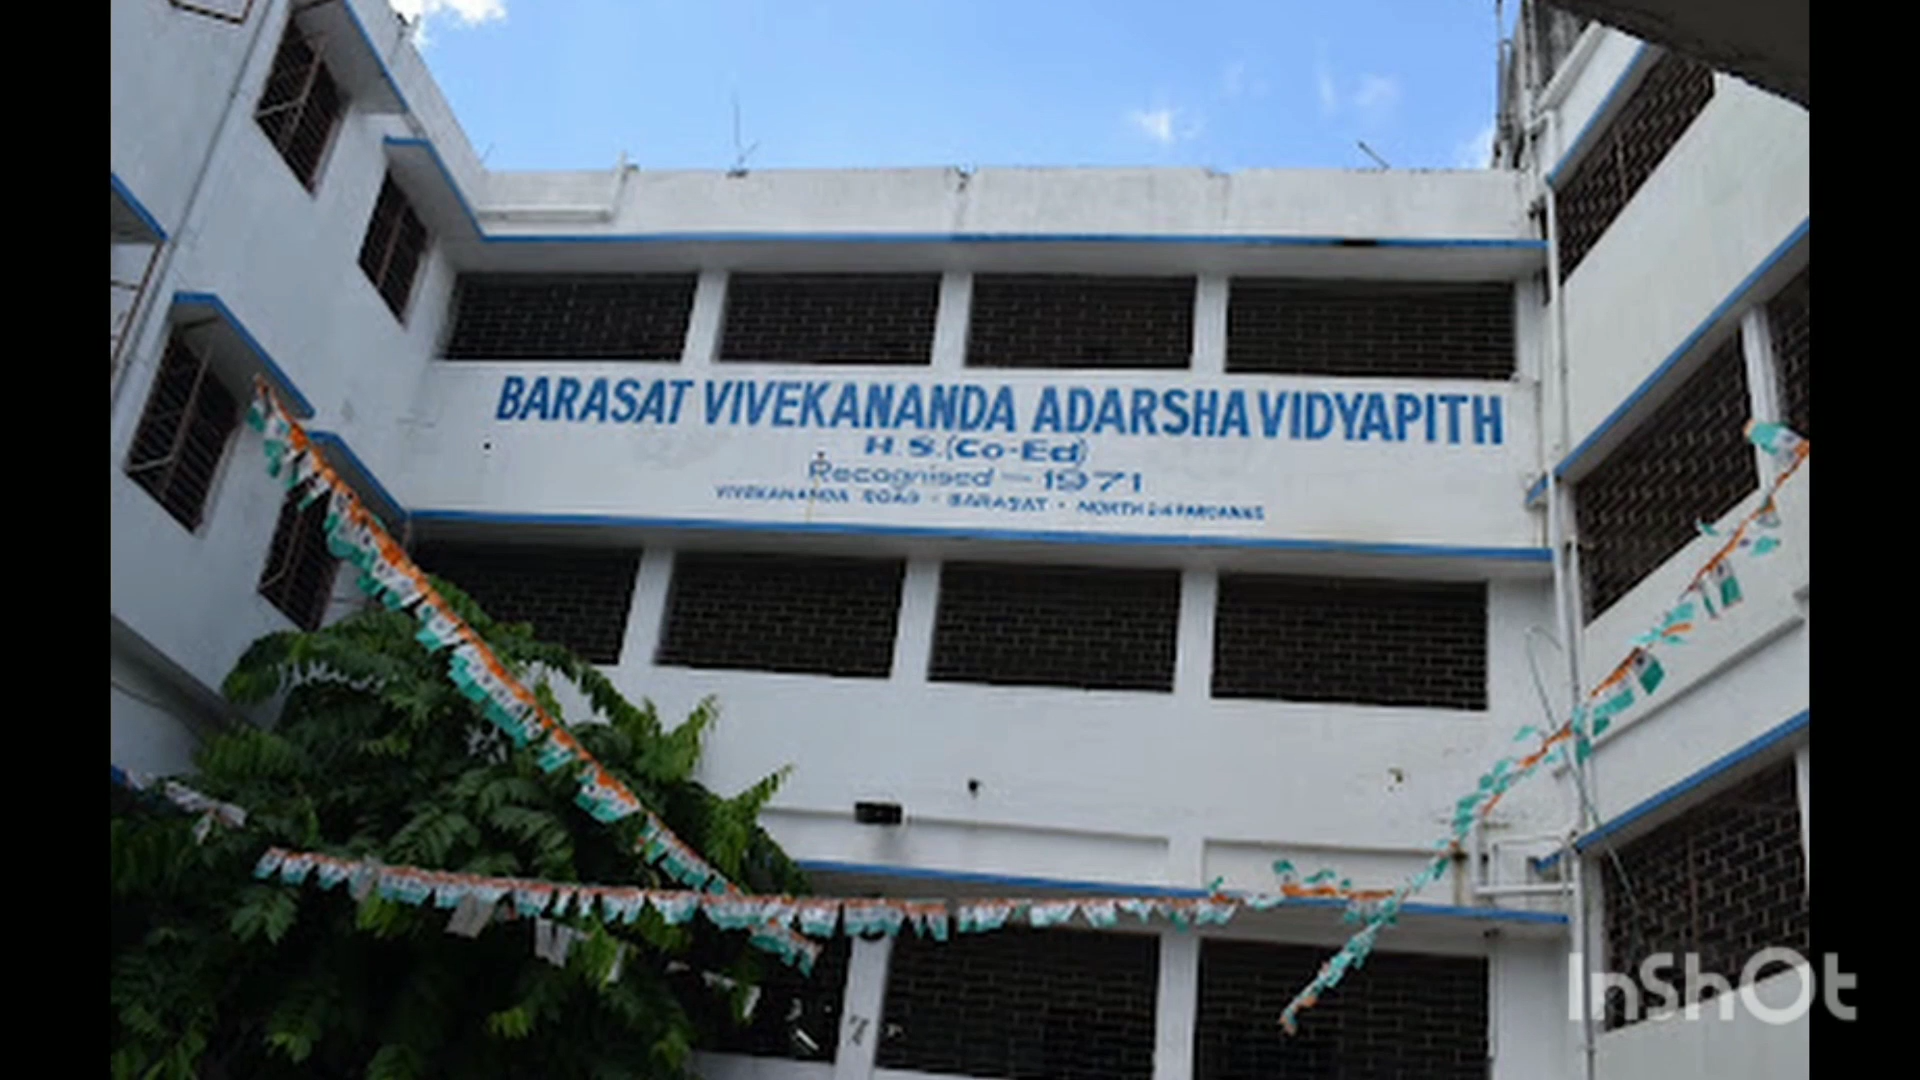 BARASAT VIVEKANANDA ADARSHA VIDYAPITH
H.S.(Co-Ed)
Recognised - 1971
VIVEKANANDA ROAD • BARASAT • NORTH 24 PARGANAS
InShOt